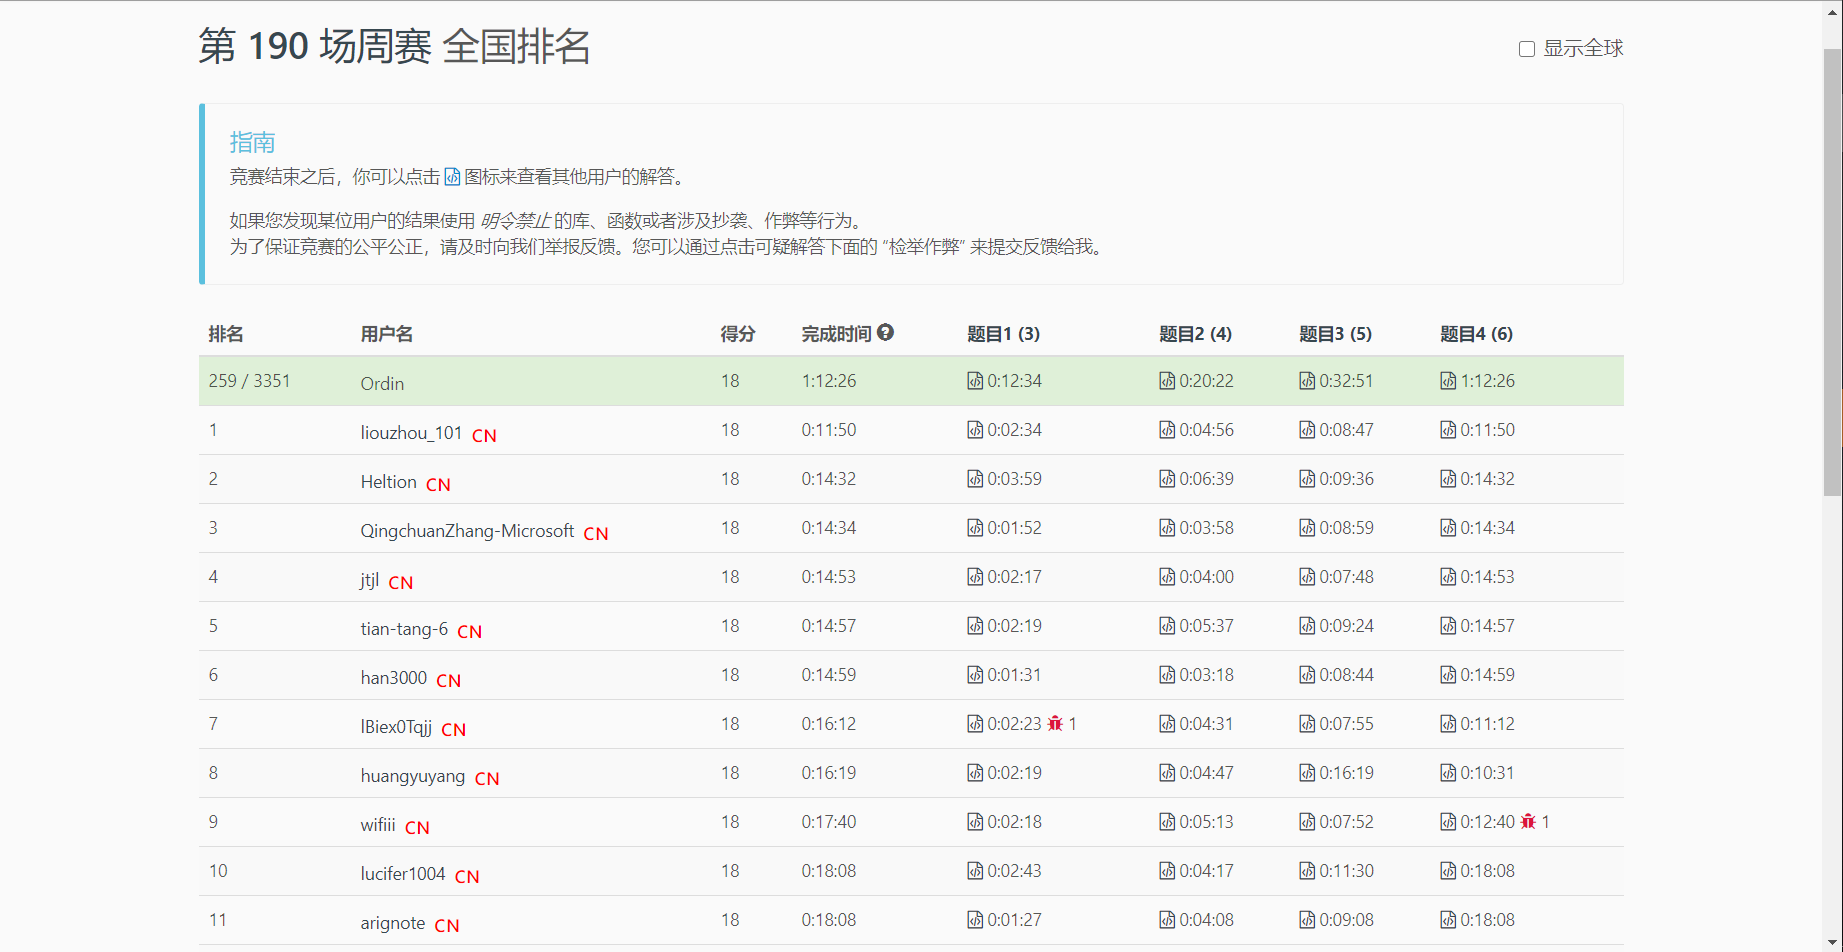 第 190 场周赛 全国排名
显示全球
指南
竞赛结束之后，你可以点击 图标来查看其他用户的解答。
如果您发现某位用户的结果使用 明令禁止 的库、函数或者涉及抄袭、作弊等行为。
为了保证竞赛的公平公正，请及时向我们举报反馈。您可以通过点击可疑解答下面的 “检举作弊” 来提交反馈给我。
排名 用户名 得分 完成时间 题目1 (3) 题目2 (4) 题目3 (5) 题目4 (6)
259 / 3351 Ordin 18 1:12:26 0:12:34 0:20:22 0:32:51 1:12:26
1 liouzhou_101 CN 18 0:11:50 0:02:34 0:04:56 0:08:47 0:11:50
2 Heltion CN 18 0:14:32 0:03:59 0:06:39 0:09:36 0:14:32
3 QingchuanZhang-Microsoft CN 18 0:14:34 0:01:52 0:03:58 0:08:59 0:14:34
4 jtjl CN 18 0:14:53 0:02:17 0:04:00 0:07:48 0:14:53
5 tian-tang-6 CN 18 0:14:57 0:02:19 0:05:37 0:09:24 0:14:57
6 han3000 CN 18 0:14:59 0:01:31 0:03:18 0:08:44 0:14:59
7 lBiex0Tqjj CN 18 0:16:12 0:02:23 1 0:04:31 0:07:55 0:11:12
8 huangyuyang CN 18 0:16:19 0:02:19 0:04:47 0:16:19 0:10:31
9 wifiii CN 18 0:17:40 0:02:18 0:05:13 0:07:52 0:12:40 1
10 lucifer1004 CN 18 0:18:08 0:02:43 0:04:17 0:11:30 0:18:08
11 arignote CN 18 0:18:08 0:01:27 0:04:08 0:09:08 0:18:08